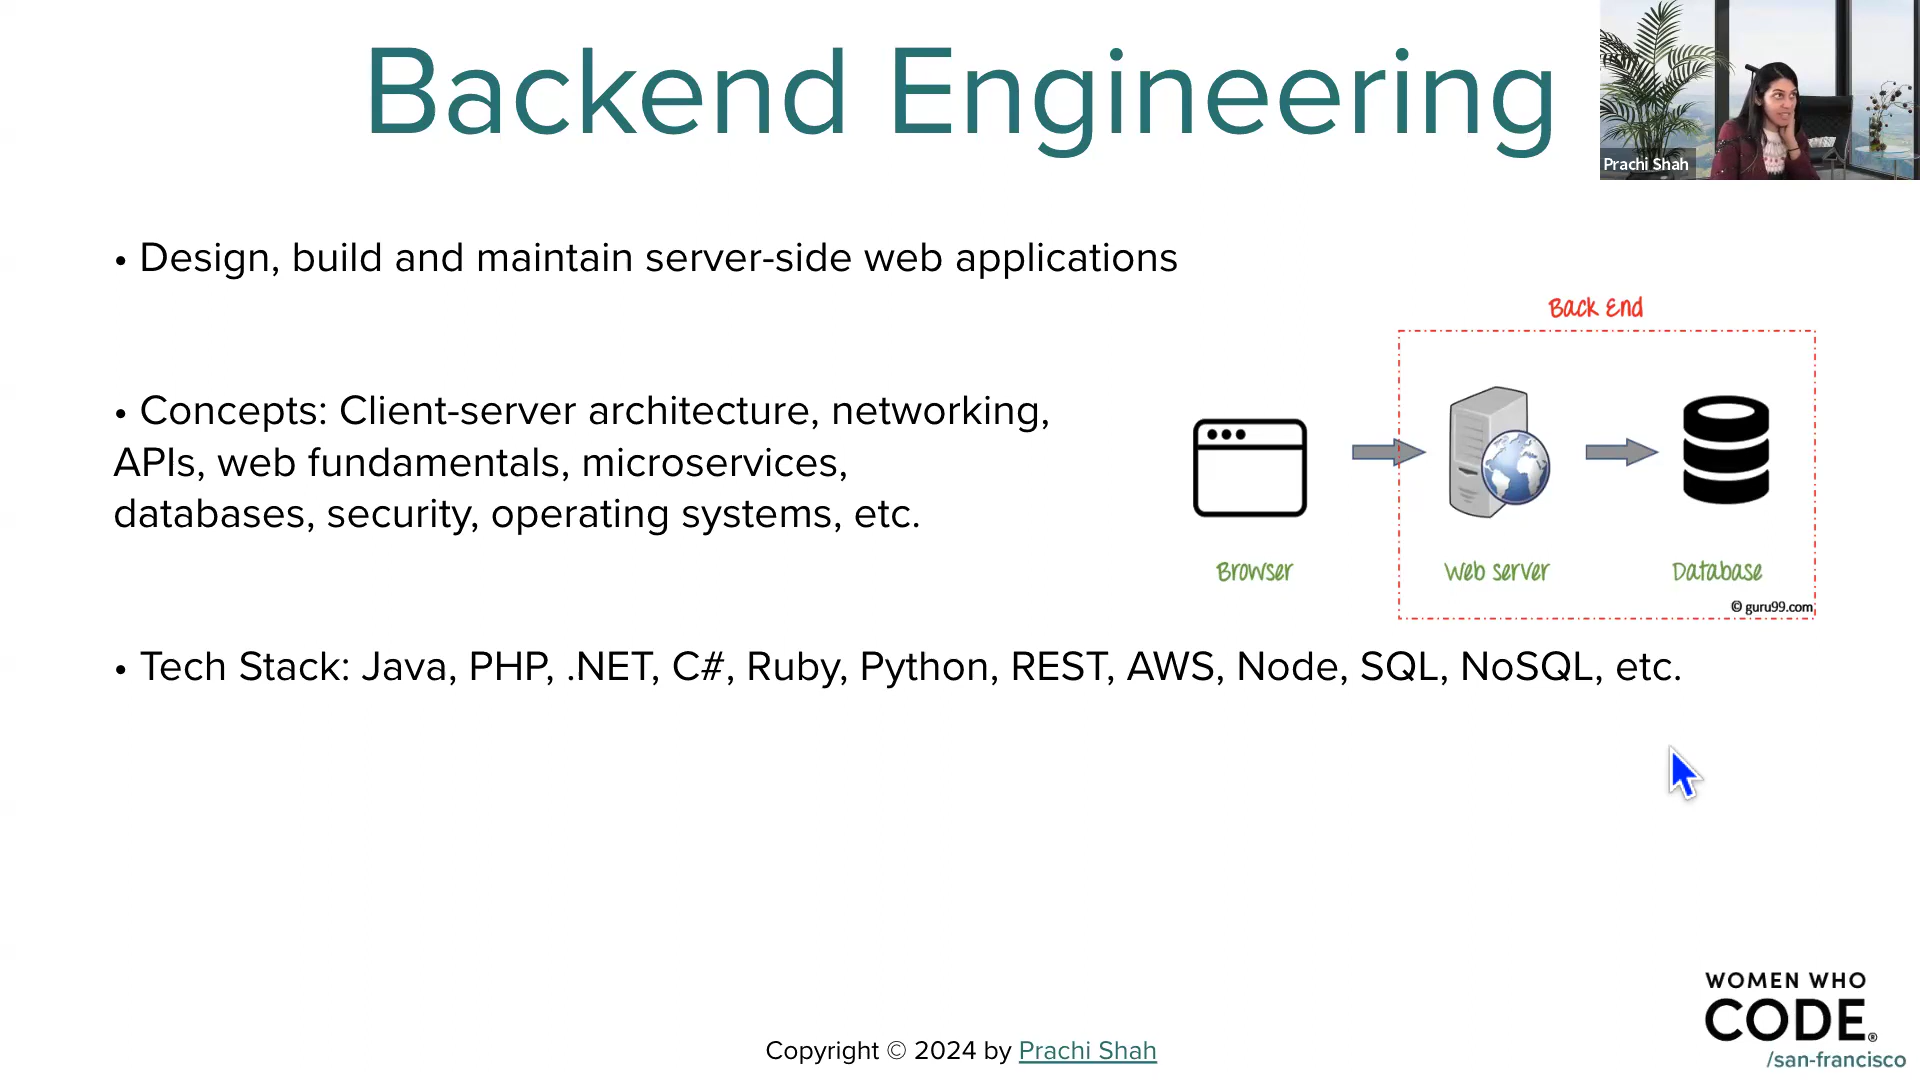 Backend Engineering
Prachi Shah
• Design, build and maintain server-side web applications
Back End
• Concepts: Client-server architecture, networking,
APIs, web fundamentals, microservices,
databases, security, operating systems, etc.
Browser
Web server
Database
© guru99.com
• Tech Stack: Java, PHP, .NET, C#, Ruby, Python, REST, AWS, Node, SQL, NoSQL, etc.
WOMEN WHO
CODE®
/san-francisco
Copyright © 2024 by Prachi Shah